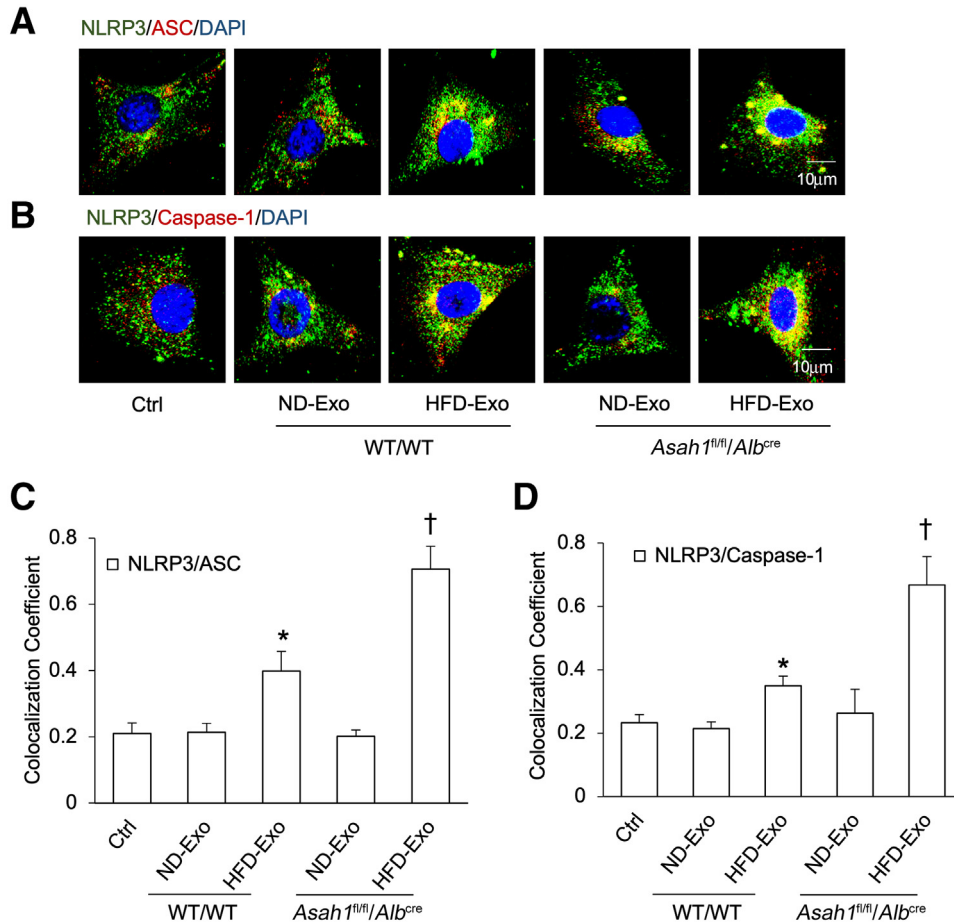 A
NLRP3/ASC/DAPI
10μm
B
NLRP3/Caspase-1/DAPI
10μm
Ctrl ND-Exo HFD-Exo ND-Exo HFD-Exo
WT/WT Asah1fl/fl/Albcre
C
Colocalization Coefficient
0.8
0.6
0.4
0.2
0
NLRP3/ASC
*
†
Ctrl ND-Exo HFD-Exo ND-Exo HFD-Exo
WT/WT Asah1fl/fl/Albcre
D
Colocalization Coefficient
0.8
0.6
0.4
0.2
0
NLRP3/Caspase-1
*
†
Ctrl ND-Exo HFD-Exo ND-Exo HFD-Exo
WT/WT Asah1fl/fl/Albcre